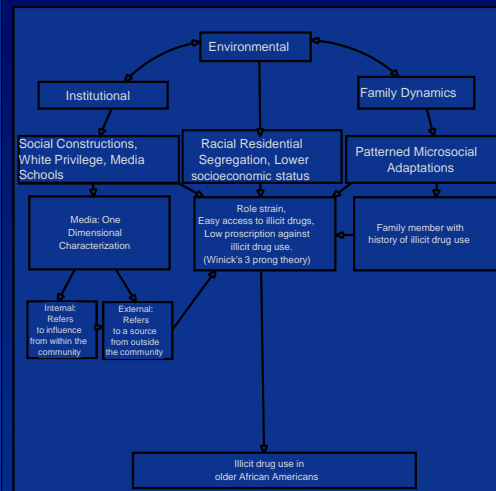 Environmental
Institutional
Family Dynamics
Social Constructions,
White Privilege, Media
Schools
Racial Residential
Segregation, Lower
socioeconomic status
Patterned Microsocial
Adaptations
Media: One
Dimensional
Characterization
Role strain,
Easy access to illicit drugs,
Low proscription against
illicit drug use.
(Winick's 3 prong theory)
Family member with
history of illicit drug use
Internal:
Refers
to influence
from within the
community
External:
Refers
to a source
from outside
the community
Illicit drug use in
older African Americans